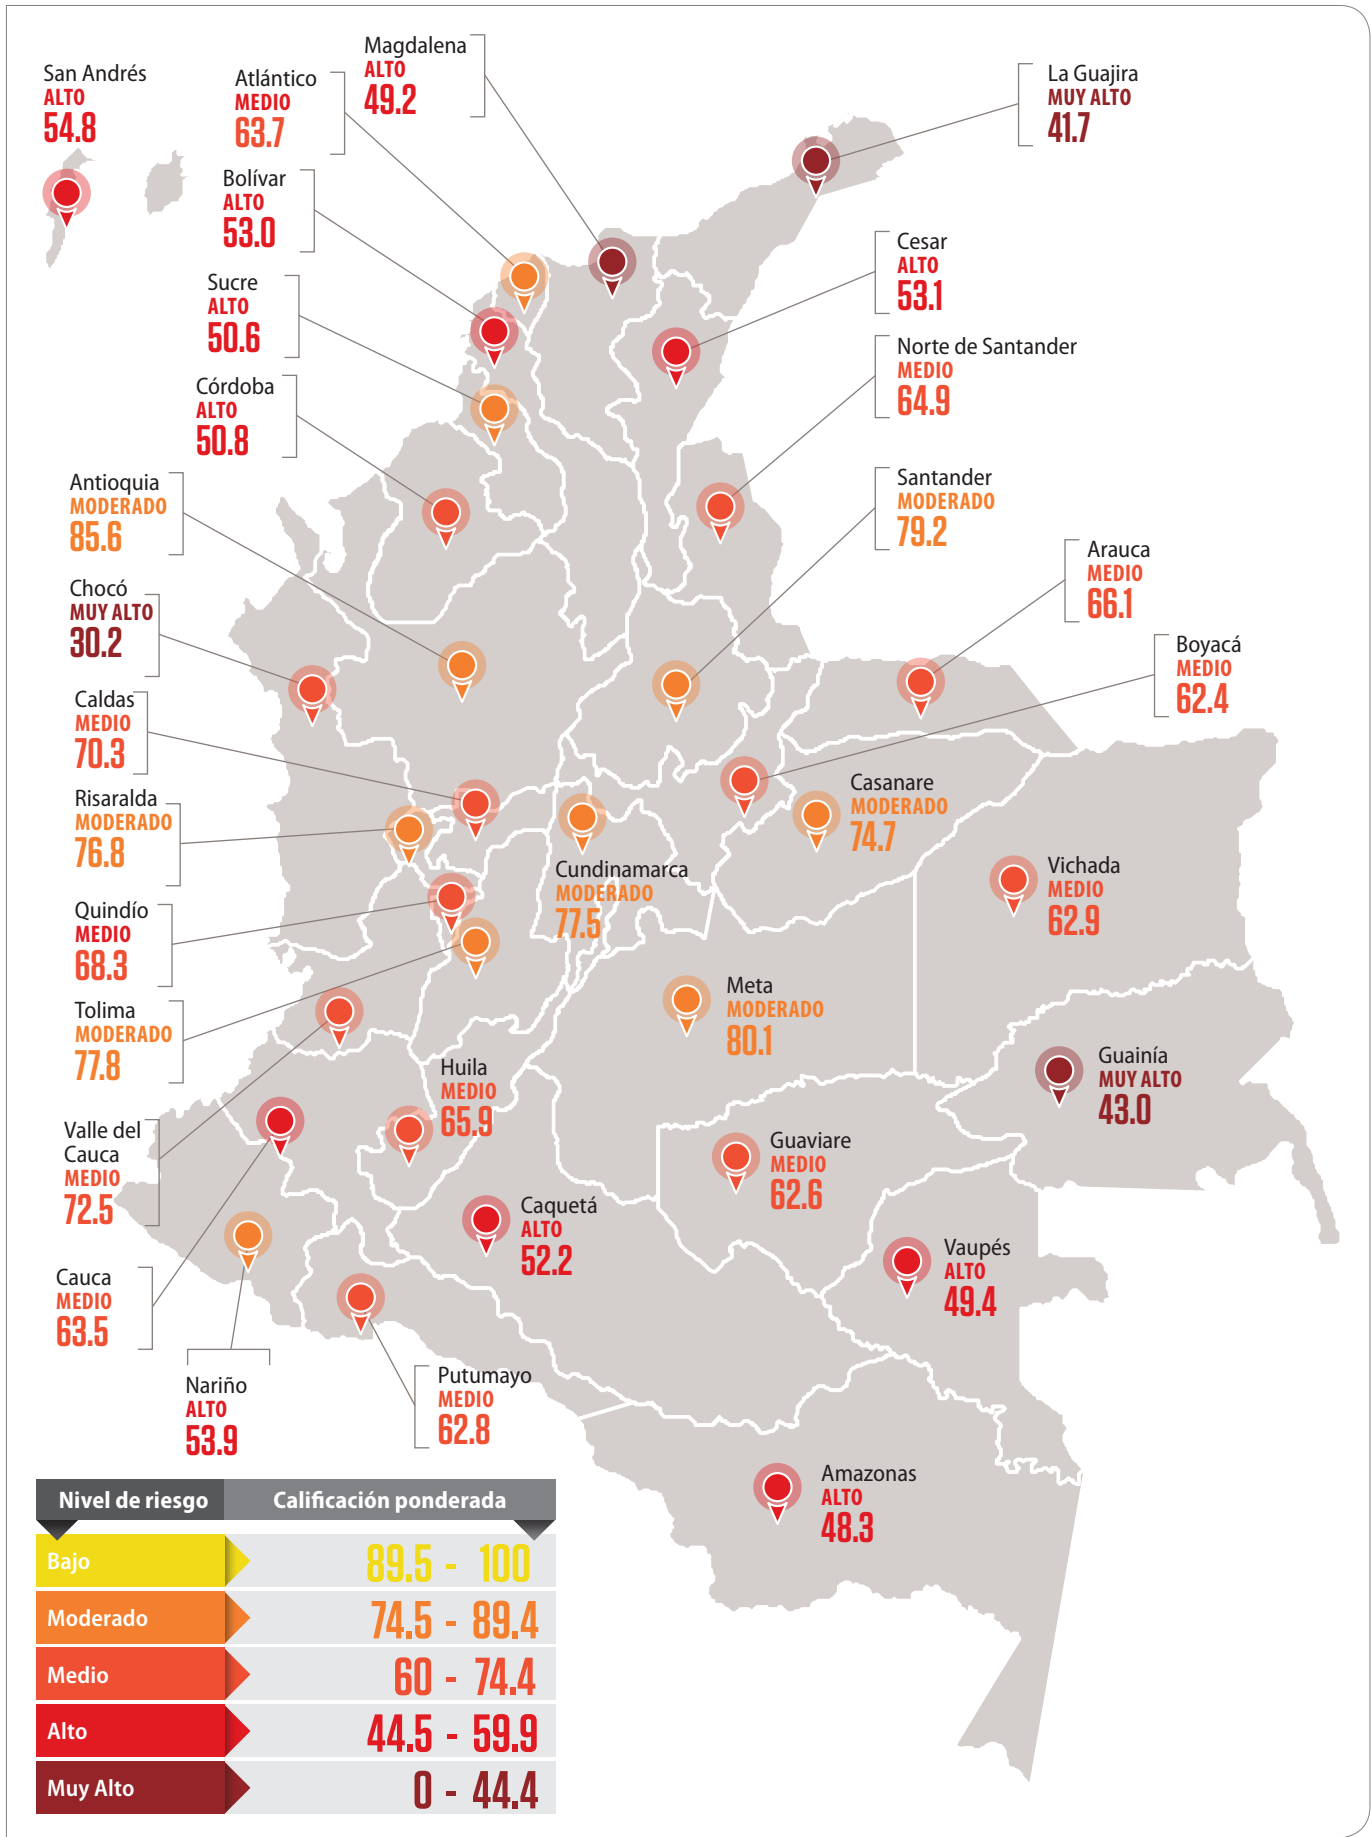 San Andrés
ALTO
54.8
Atlántico
MEDIO
63.7
Magdalena
ALTO
49.2
La Guajira
MUY ALTO
41.7
Bolívar
ALTO
53.0
Cesar
ALTO
53.1
Sucre
ALTO
50.6
Norte de Santander
MEDIO
64.9
Córdoba
ALTO
50.8
Antioquia
MODERADO
85.6
Santander
MODERADO
79.2
Arauca
MEDIO
66.1
Chocó
MUY ALTO
30.2
Boyacá
MEDIO
62.4
Caldas
MEDIO
70.3
Casanare
MODERADO
74.7
Risaralda
MODERADO
76.8
Cundinamarca
MODERADO
77.5
Vichada
MEDIO
62.9
Quindío
MEDIO
68.3
Meta
MODERADO
80.1
Tolima
MODERADO
77.8
Huila
MEDIO
65.9
Guainía
MUY ALTO
43.0
Valle del
Cauca
MEDIO
72.5
Guaviare
MEDIO
62.6
Caquetá
ALTO
52.2
Vaupés
ALTO
49.4
Cauca
MEDIO
63.5
Nariño
ALTO
53.9
Putumayo
MEDIO
62.8
Amazonas
ALTO
48.3
Nivel de riesgo Calificación ponderada
Bajo 89.5 - 100
Moderado 74.5 - 89.4
Medio 60 - 74.4
Alto 44.5 - 59.9
Muy Alto 0 - 44.4